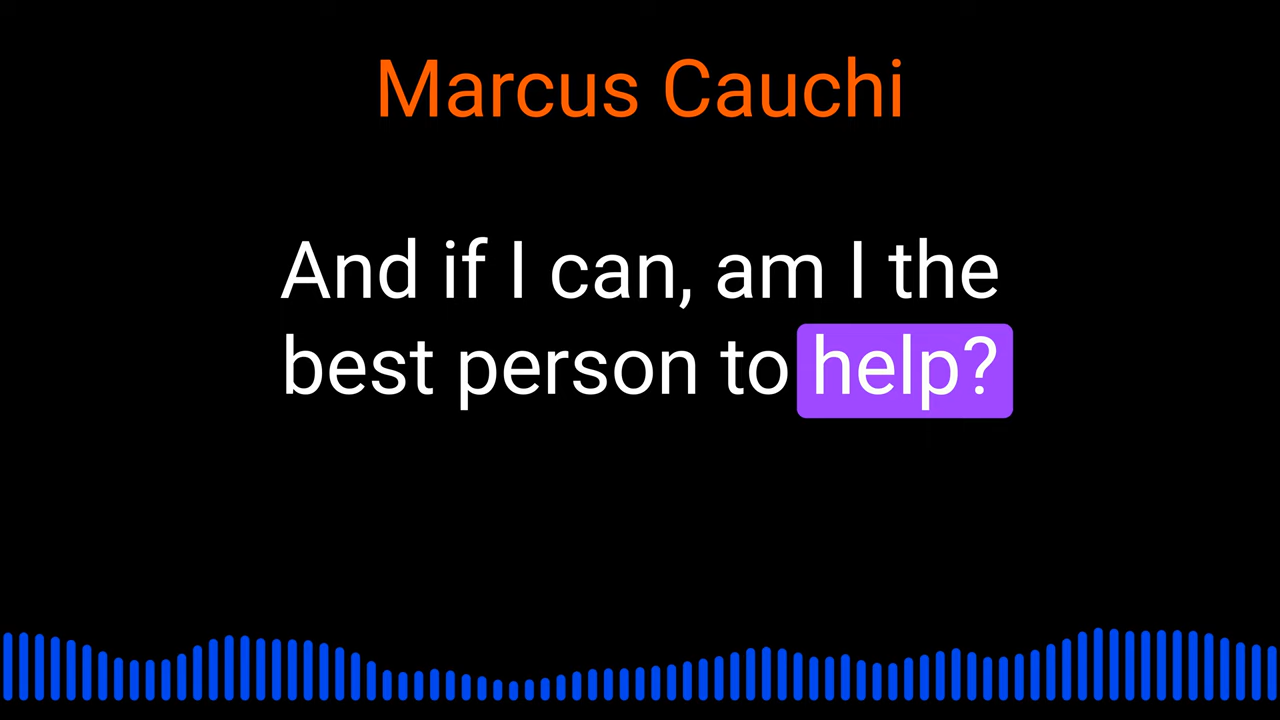 Marcus Cauchi
And if I can, am I the
best person to help?